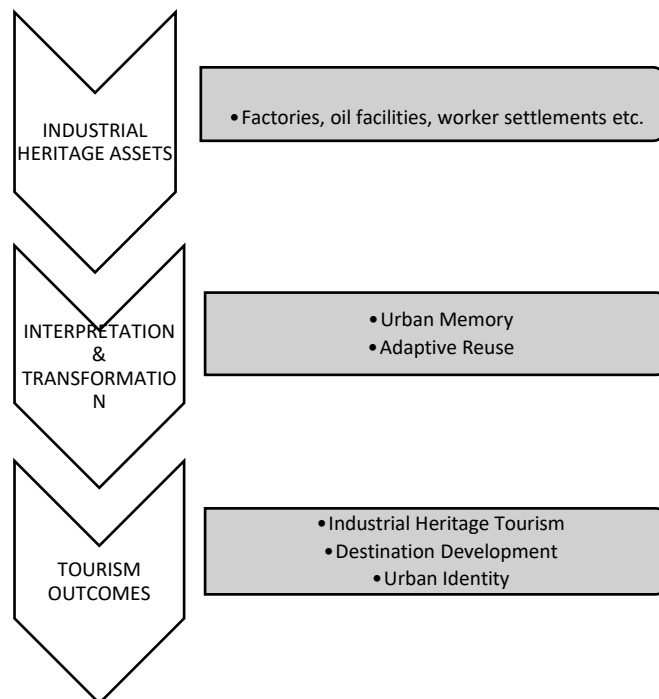 INDUSTRIAL
HERITAGE ASSETS
•Factories, oil facilities, worker settlements etc.
INTERPRETATION
&
TRANSFORMATIO
N
•Urban Memory
•Adaptive Reuse
TOURISM
OUTCOMES
•Industrial Heritage Tourism
•Destination Development
•Urban Identity